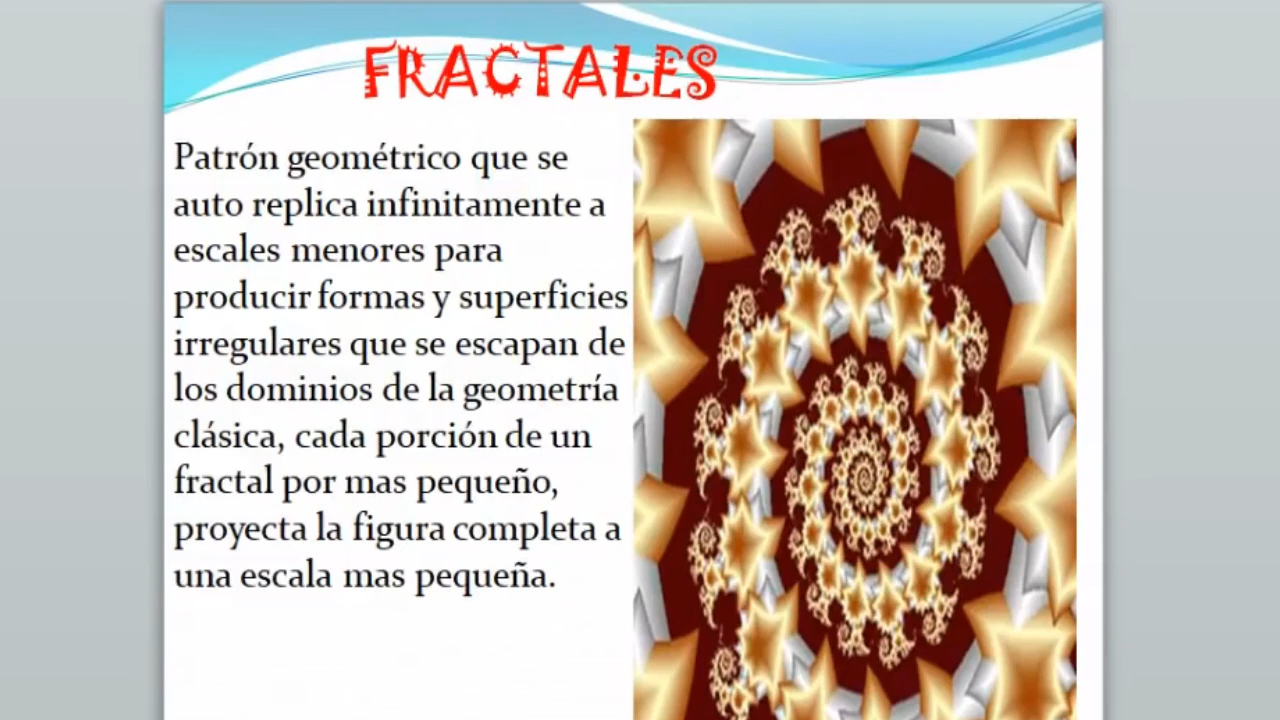 FRACTALES
Patrón geométrico que se
auto replica infinitamente a
escales menores para
producir formas y superficies
irregulares que se escapan de
los dominios de la geometría
clásica, cada porción de un
fractal por mas pequeño,
proyecta la figura completa a
una escala mas pequeña.